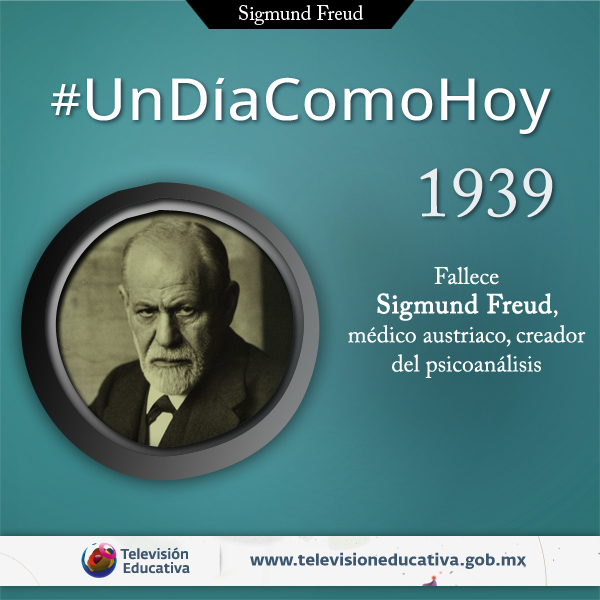 Sigmund Freud
#UnDíaComoHoy
1939
Fallece
Sigmund Freud,
médico austriaco, creador
del psicoanálisis
Televisión
Educativa
www.televisioneducativa.gob.mx